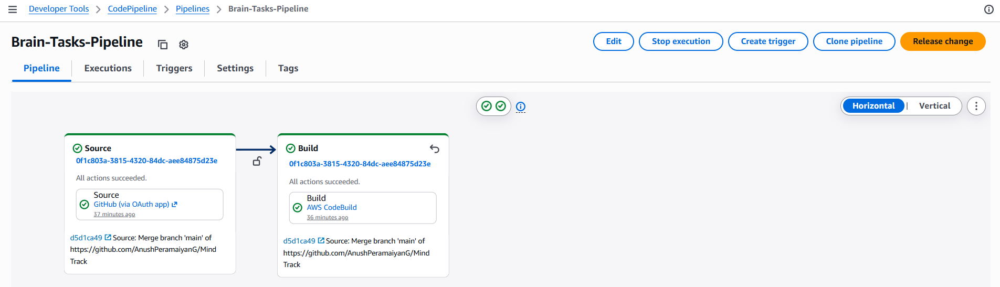 Developer Tools > CodePipeline > Pipelines > Brain-Tasks-Pipeline
Brain-Tasks-Pipeline
Edit
Stop execution
Create trigger
Clone pipeline
Release change
Pipeline
Executions
Triggers
Settings
Tags
Horizontal | Vertical
Source
0f1c803a-3815-4320-84dc-aee84875d23e
All actions succeeded.
Source
GitHub (via OAuth app)
37 minutes ago
d5d1ca49 Source: Merge branch 'main' of
https://github.com/AnushPeramaiyanG/Mind
Track
Build
0f1c803a-3815-4320-84dc-aee84875d23e
All actions succeeded.
Build
AWS CodeBuild
36 minutes ago
d5d1ca49 Source: Merge branch 'main' of
https://github.com/AnushPeramaiyanG/Mind
Track